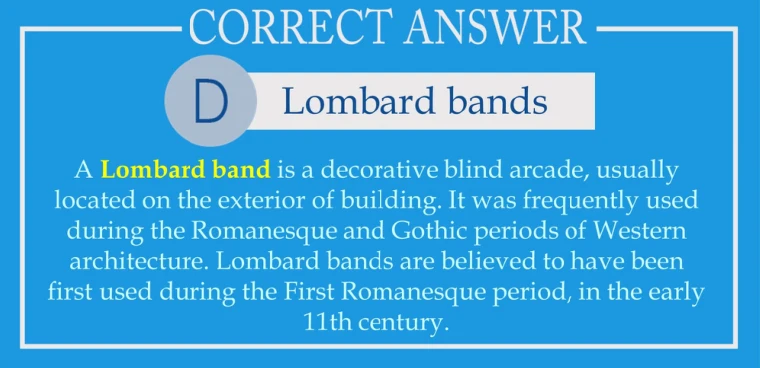 CORRECT ANSWER
D
Lombard bands
A Lombard band is a decorative blind arcade, usually
located on the exterior of building. It was frequently used
during the Romanesque and Gothic periods of Western
architecture. Lombard bands are believed to have been
first used during the First Romanesque period, in the early
11th century.